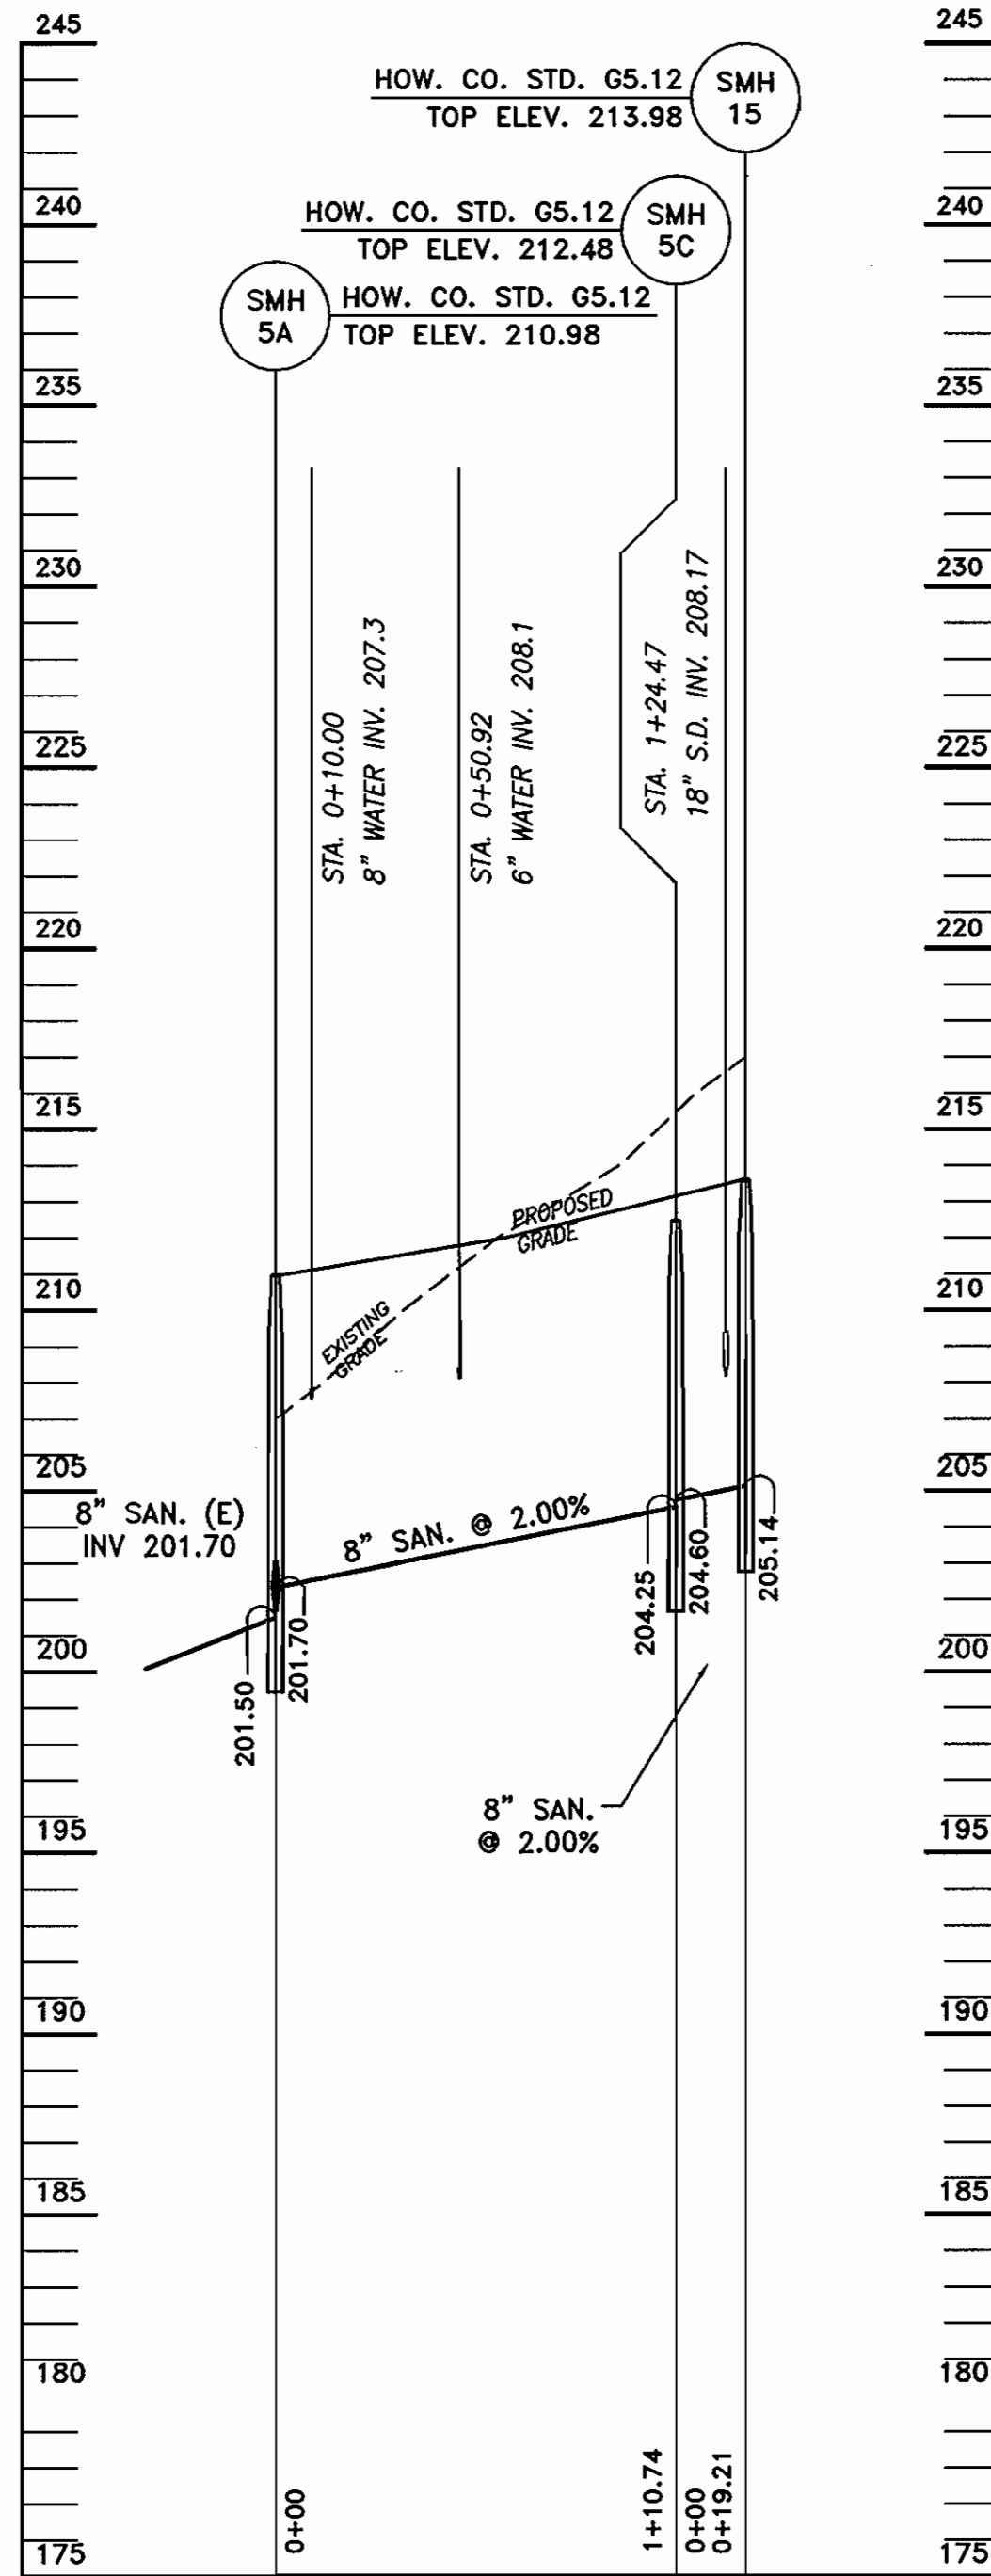 245
245
HOW. CO. STD. G5.12
TOP ELEV. 213.98
SMH
15
240
240
HOW. CO. STD. G5.12
TOP ELEV. 212.48
SMH
5C
SMH
5A
HOW. CO. STD. G5.12
TOP ELEV. 210.98
235
235
230
230
STA. 0+10.00
8" WATER INV. 207.3
STA. 0+50.92
6" WATER INV. 208.1
STA. 1+24.47
18" S.D. INV. 208.17
225
225
220
220
215
215
PROPOSED
GRADE
210
210
EXISTING
GRADE
205
205
8" SAN. (E)
INV 201.70
8" SAN. @ 2.00%
201.50
201.70
204.25
204.60
205.14
200
200
8" SAN.
@ 2.00%
195
195
190
190
185
185
180
180
0+00
1+10.74
0+00
0+19.21
175
175